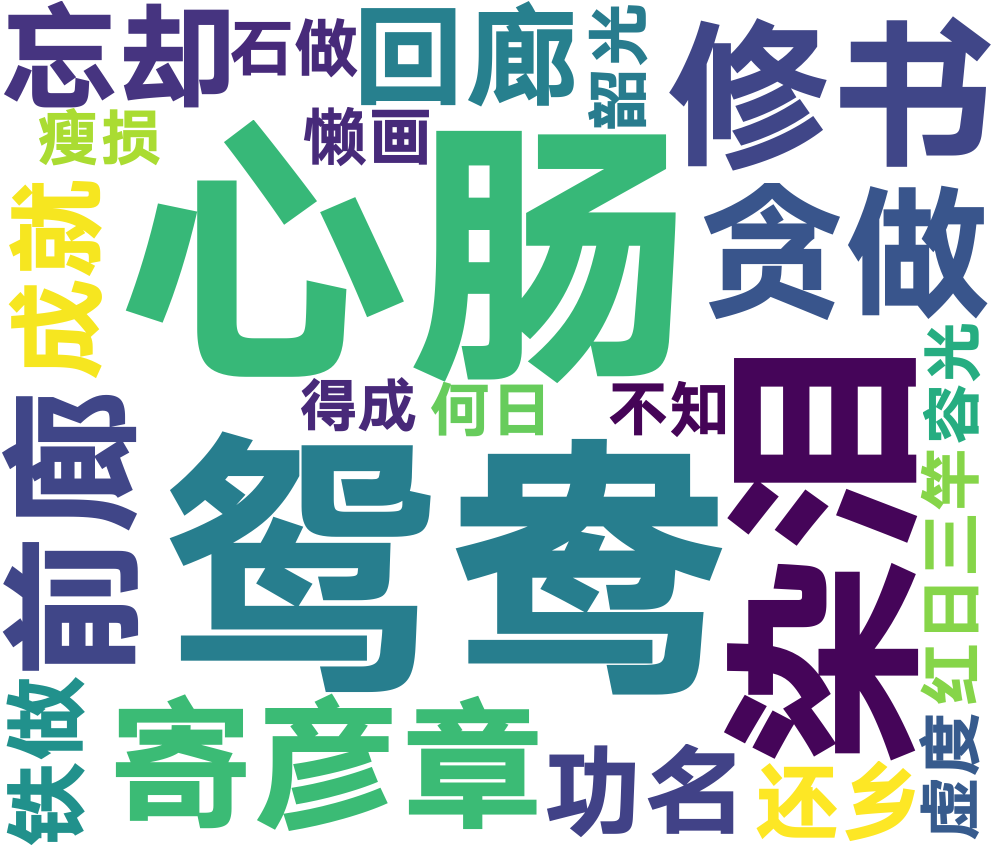 忘却
石做
回廊
韶光
修书
瘦损
懒画
心肠
贪做
成就
得成
何日
不知
染泪
容光
前廊
鸳鸯
红日三竿
铁做
寄彦章
功名
还乡
虚度